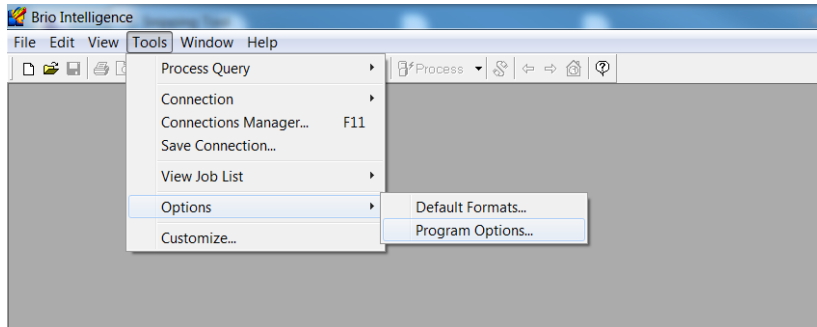 Brio Intelligence
File Edit View Tools Window Help
Process Query
Process
Connection
Connections Manager... F11
Save Connection...
View Job List
Options
Default Formats...
Program Options...
Customize...